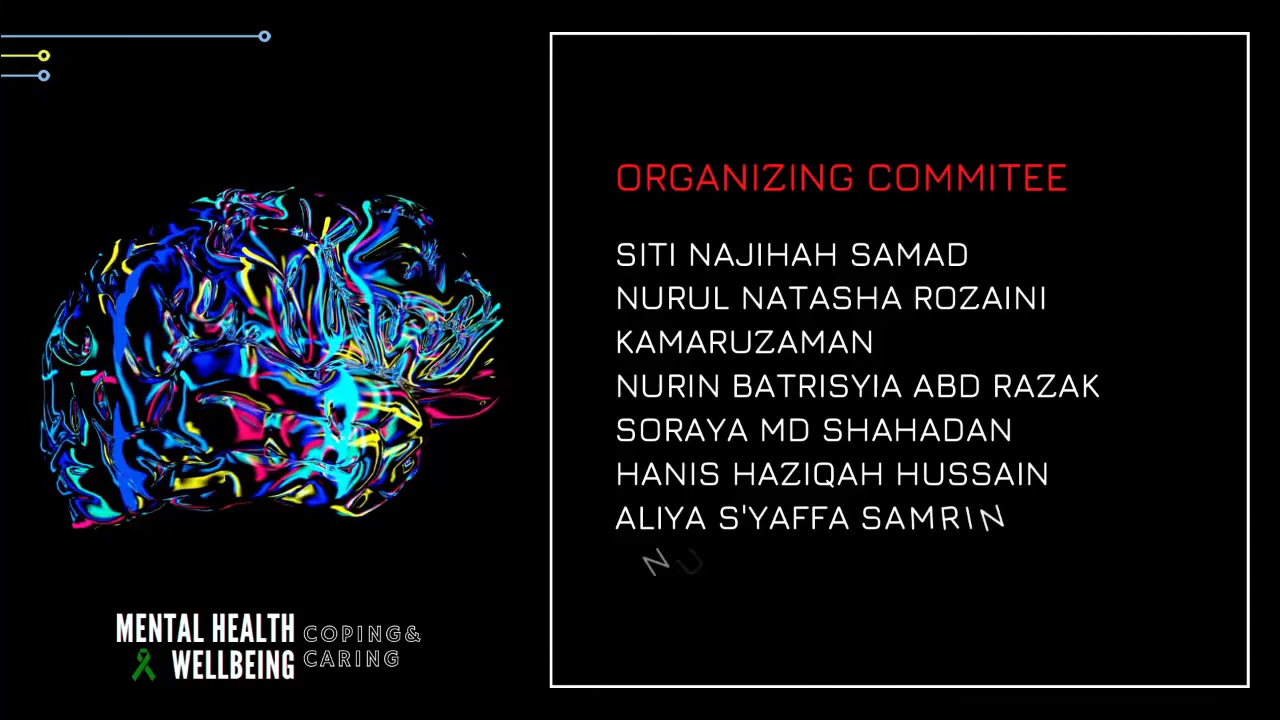 ORGANIZING COMMITEE
SITI NAJIHAH SAMAD
NURUL NATASHA ROZAINI
KAMARUZAMAN
NURIN BATRISYIA ABD RAZAK
SORAYA MD SHAHADAN
HANIS HAZIQAH HUSSAIN
ALIYA S'YAFFA SAMRIN
NU
MENTAL HEALTH COPING&
WELLBEING CARING